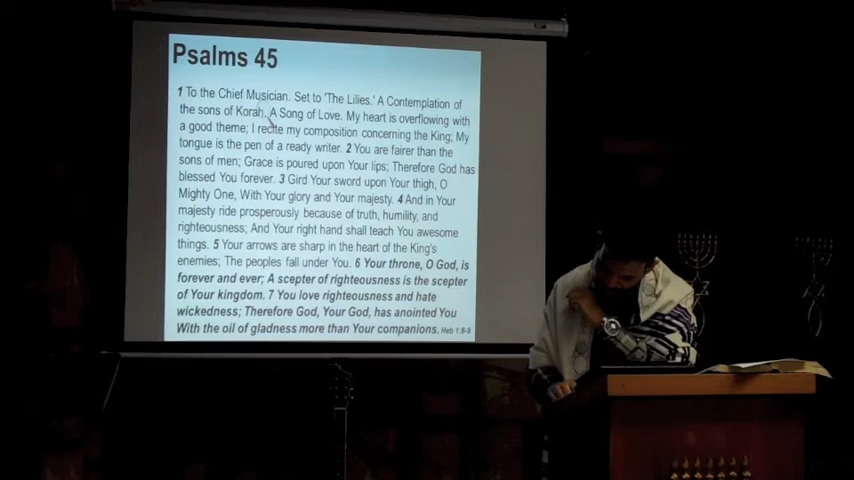 Psalms 45
1 To the Chief Musician. Set to 'The Lilies.' A Contemplation of
the sons of Korah. A Song of Love. My heart is overflowing with
a good theme; I recite my composition concerning the King; My
tongue is the pen of a ready writer. 2 You are fairer than the
sons of men; Grace is poured upon Your lips; Therefore God has
blessed You forever. 3 Gird Your sword upon Your thigh, O
Mighty One, With Your glory and Your majesty. 4 And in Your
majesty ride prosperously because of truth, humility, and
righteousness; And Your right hand shall teach You awesome
things. 5 Your arrows are sharp in the heart of the King's
enemies; The peoples fall under You. 6 Your throne, O God, is
forever and ever; A scepter of righteousness is the scepter
of Your kingdom. 7 You love righteousness and hate
wickedness; Therefore God, Your God, has anointed You
With the oil of gladness more than Your companions. Heb 1:8-9